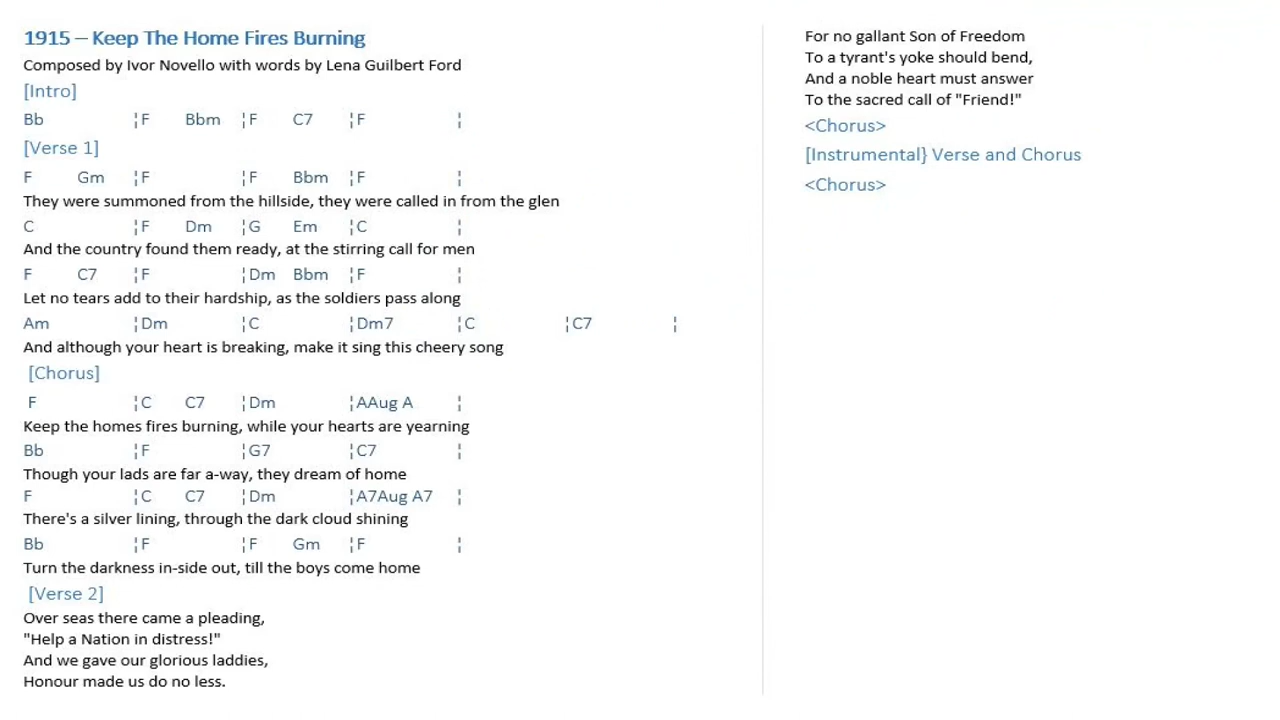 1915 – Keep The Home Fires Burning
Composed by Ivor Novello with words by Lena Guilbert Ford
[Intro]
Bb ¦F Bbm ¦F C7 ¦F ¦
[Verse 1]
F Gm ¦F ¦F Bbm ¦F ¦
They were summoned from the hillside, they were called in from the glen
C ¦F Dm ¦G Em ¦C ¦
And the country found them ready, at the stirring call for men
F C7 ¦F ¦Dm Bbm ¦F ¦
Let no tears add to their hardship, as the soldiers pass along
Am ¦Dm ¦C ¦Dm7 ¦C ¦C7 ¦
And although your heart is breaking, make it sing this cheery song
[Chorus]
F ¦C C7 ¦Dm ¦AAug A ¦
Keep the homes fires burning, while your hearts are yearning
Bb ¦F ¦G7 ¦C7 ¦
Though your lads are far a-way, they dream of home
F ¦C C7 ¦Dm ¦A7Aug A7 ¦
There's a silver lining, through the dark cloud shining
Bb ¦F ¦F Gm ¦F ¦
Turn the darkness in-side out, till the boys come home
[Verse 2]
Over seas there came a pleading,
"Help a Nation in distress!"
And we gave our glorious laddies,
Honour made us do no less.
For no gallant Son of Freedom
To a tyrant's yoke should bend,
And a noble heart must answer
To the sacred call of "Friend!"
<Chorus>
[Instrumental} Verse and Chorus
<Chorus>